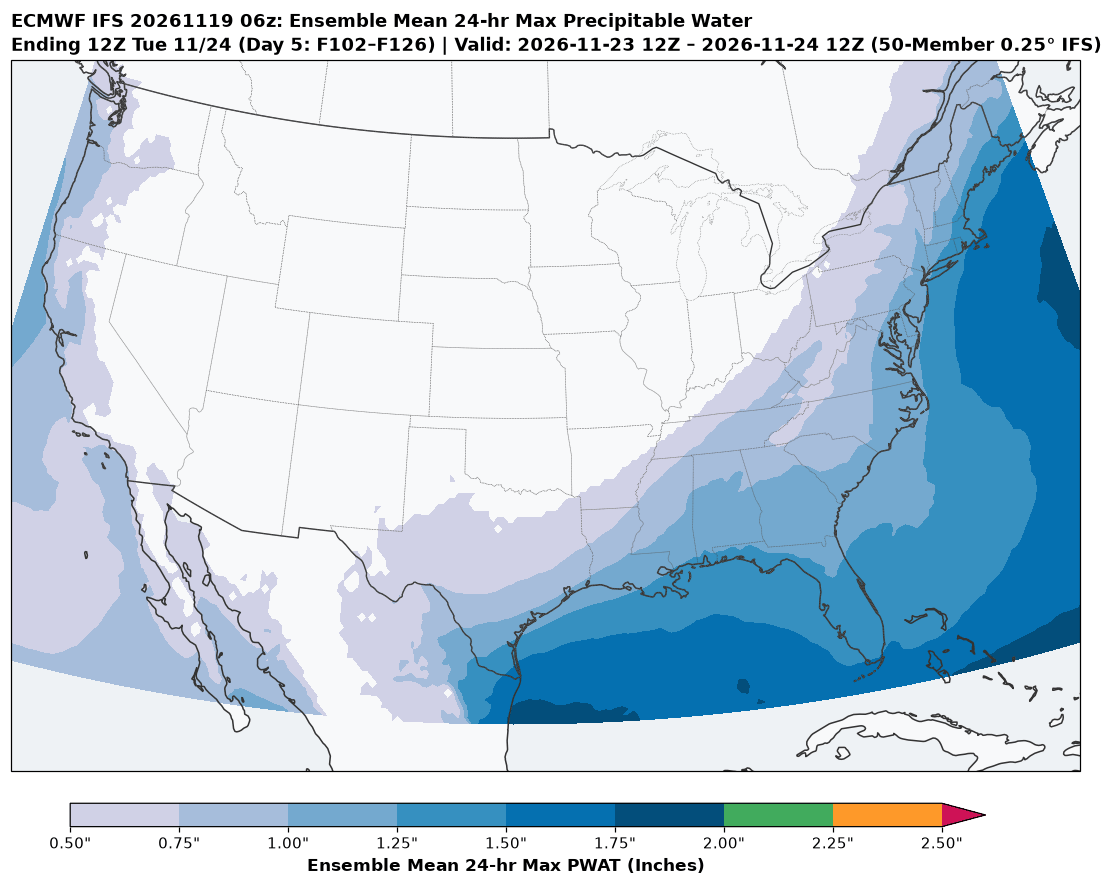 ECMWF IFS 20261119 06z: Ensemble Mean 24-hr Max Precipitable Water
Ending 12Z Tue 11/24 (Day 5: F102–F126) | Valid: 2026-11-23 12Z – 2026-11-24 12Z (50-Member 0.25° IFS)
0.50" 0.75" 1.00" 1.25" 1.50" 1.75" 2.00" 2.25" 2.50"
Ensemble Mean 24-hr Max PWAT (Inches)